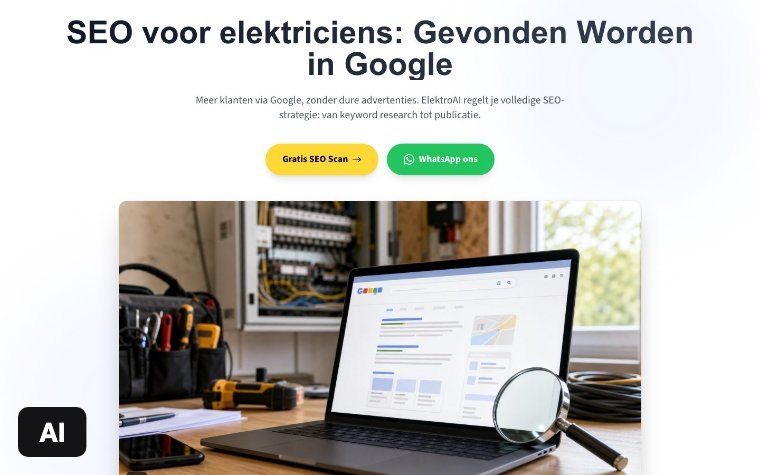 SEO voor elektriciens: Gevonden Worden
in Google
Meer klanten via Google, zonder dure advertenties. ElektroAI regelt je volledige SEO-
strategie: van keyword research tot publicatie.
Gratis SEO Scan →
WhatsApp ons
AI